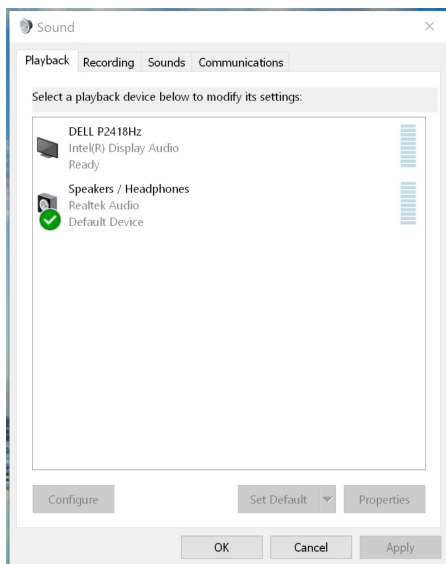 Sound
Playback
Recording
Sounds
Communications
Select a playback device below to modify its settings:
DELL P2418Hz
Intel(R) Display Audio
Ready
Speakers / Headphones
Realtek Audio
Default Device
Configure
Set Default
Properties
OK
Cancel
Apply